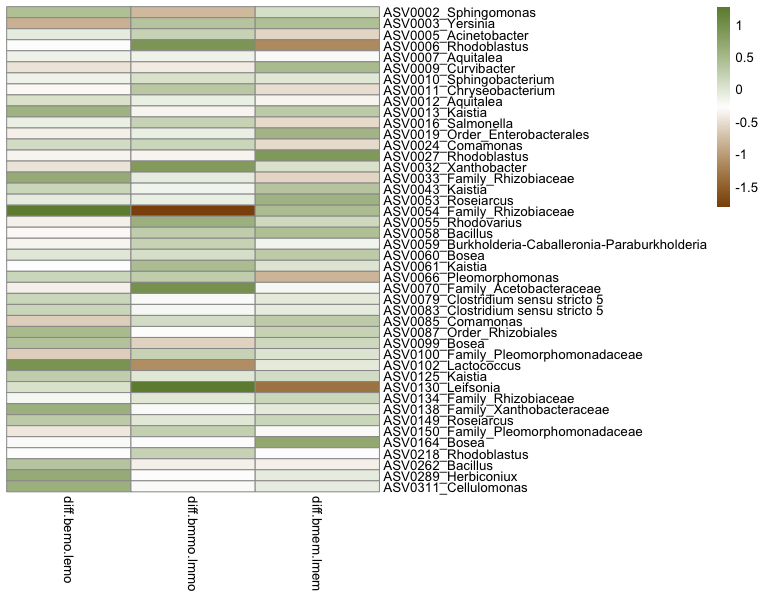 ASV0002_Sphingomonas
ASV0003_Yersinia
ASV0005_Acinetobacter
ASV0006_Rhodoblastus
ASV0007_Aquitalea
ASV0009_Curvibacter
ASV0010_Sphingobacterium
ASV0011_Chryseobacterium
ASV0012_Aquitalea
ASV0013_Kaistia
ASV0016_Salmonella
ASV0019_Order_Enterobacterales
ASV0024_Comamonas
ASV0027_Rhodoblastus
ASV0032_Xanthobacter
ASV0033_Family_Rhizobiaceae
ASV0043_Kaistia
ASV0053_Roseiarcus
ASV0054_Family_Rhizobiaceae
ASV0055_Rhodovarius
ASV0058_Bacillus
ASV0059_Burkholderia-Caballeronia-Paraburkholderia
ASV0060_Bosea
ASV0061_Kaistia
ASV0066_Pleomorphomonas
ASV0070_Family_Acetobacteraceae
ASV0079_Clostridium sensu stricto 5
ASV0083_Clostridium sensu stricto 5
ASV0085_Comamonas
ASV0087_Order_Rhizobiales
ASV0099_Bosea
ASV0100_Family_Pleomorphomonadaceae
ASV0102_Lactococcus
ASV0125_Kaistia
ASV0130_Leifsonia
ASV0134_Family_Rhizobiaceae
ASV0138_Family_Xanthobacteraceae
ASV0149_Roseiarcus
ASV0150_Family_Pleomorphomonadaceae
ASV0164_Bosea
ASV0218_Rhodoblastus
ASV0262_Bacillus
ASV0289_Herbiconiux
ASV0311_Cellulomonas
diff.bemo.lemo
diff.bmmo.lmmo
diff.bmem.lmem
1
0.5
0
-0.5
-1
-1.5